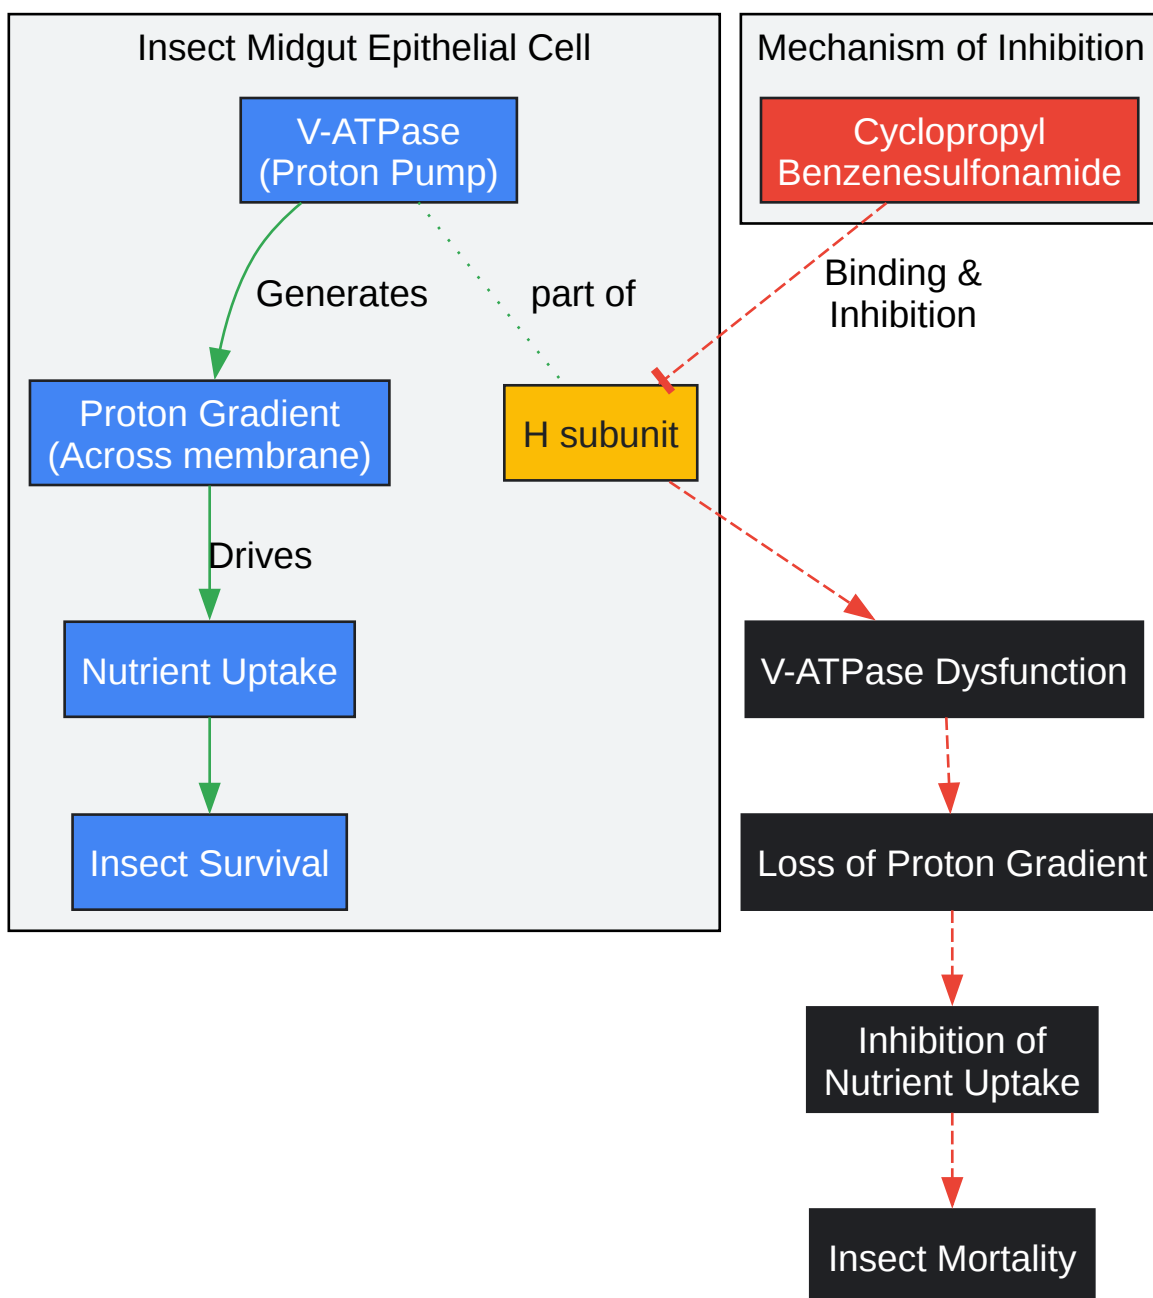 Insect Midgut Epithelial Cell
Mechanism of Inhibition
V-ATPase
(Proton Pump)
Cyclopropyl
Benzenesulfonamide
Generates
part of
Binding &
Inhibition
Proton Gradient
(Across membrane)
H subunit
Drives
Nutrient Uptake
V-ATPase Dysfunction
Insect Survival
Loss of Proton Gradient
Inhibition of
Nutrient Uptake
Insect Mortality